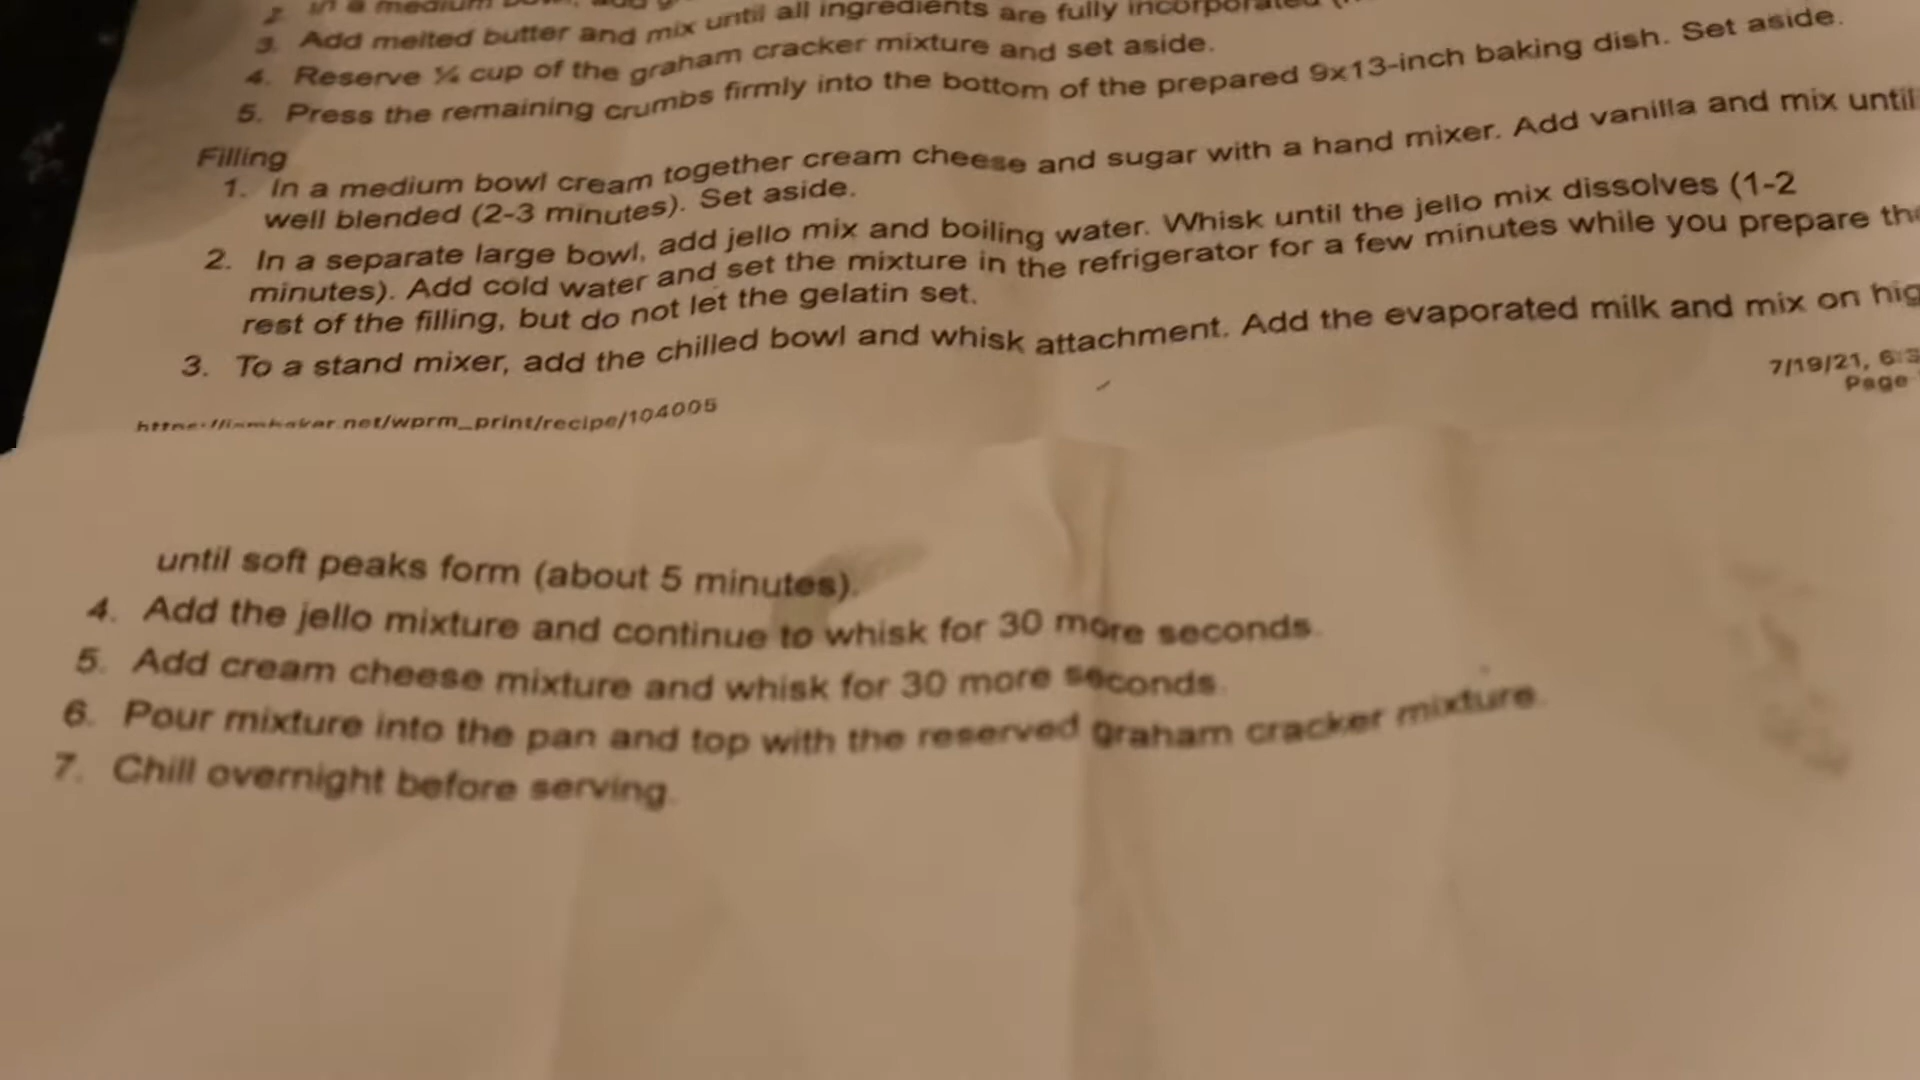 2. In a medium bowl, add
3. Add melted butter and mix until all ingredients are fully incorporated
4. Reserve ¼ cup of the graham cracker mixture and set aside.
5. Press the remaining crumbs firmly into the bottom of the prepared 9x13-inch baking dish. Set aside.
Filling
1. In a medium bowl cream together cream cheese and sugar with a hand mixer. Add vanilla and mix until
well blended (2-3 minutes). Set aside.
2. In a separate large bowl, add jello mix and boiling water. Whisk until the jello mix dissolves (1-2
minutes). Add cold water and set the mixture in the refrigerator for a few minutes while you prepare
rest of the filling, but do not let the gelatin set.
3. To a stand mixer, add the chilled bowl and whisk attachment. Add the evaporated milk and mix on
7/19/21,
Page
.net/wprm_print/recipe/104005
until soft peaks form (about 5 minutes).
4. Add the jello mixture and continue to whisk for 30 more seconds.
5. Add cream cheese mixture and whisk for 30 more seconds.
6. Pour mixture into the pan and top with the reserved graham cracker mixture.
7. Chill overnight before serving.